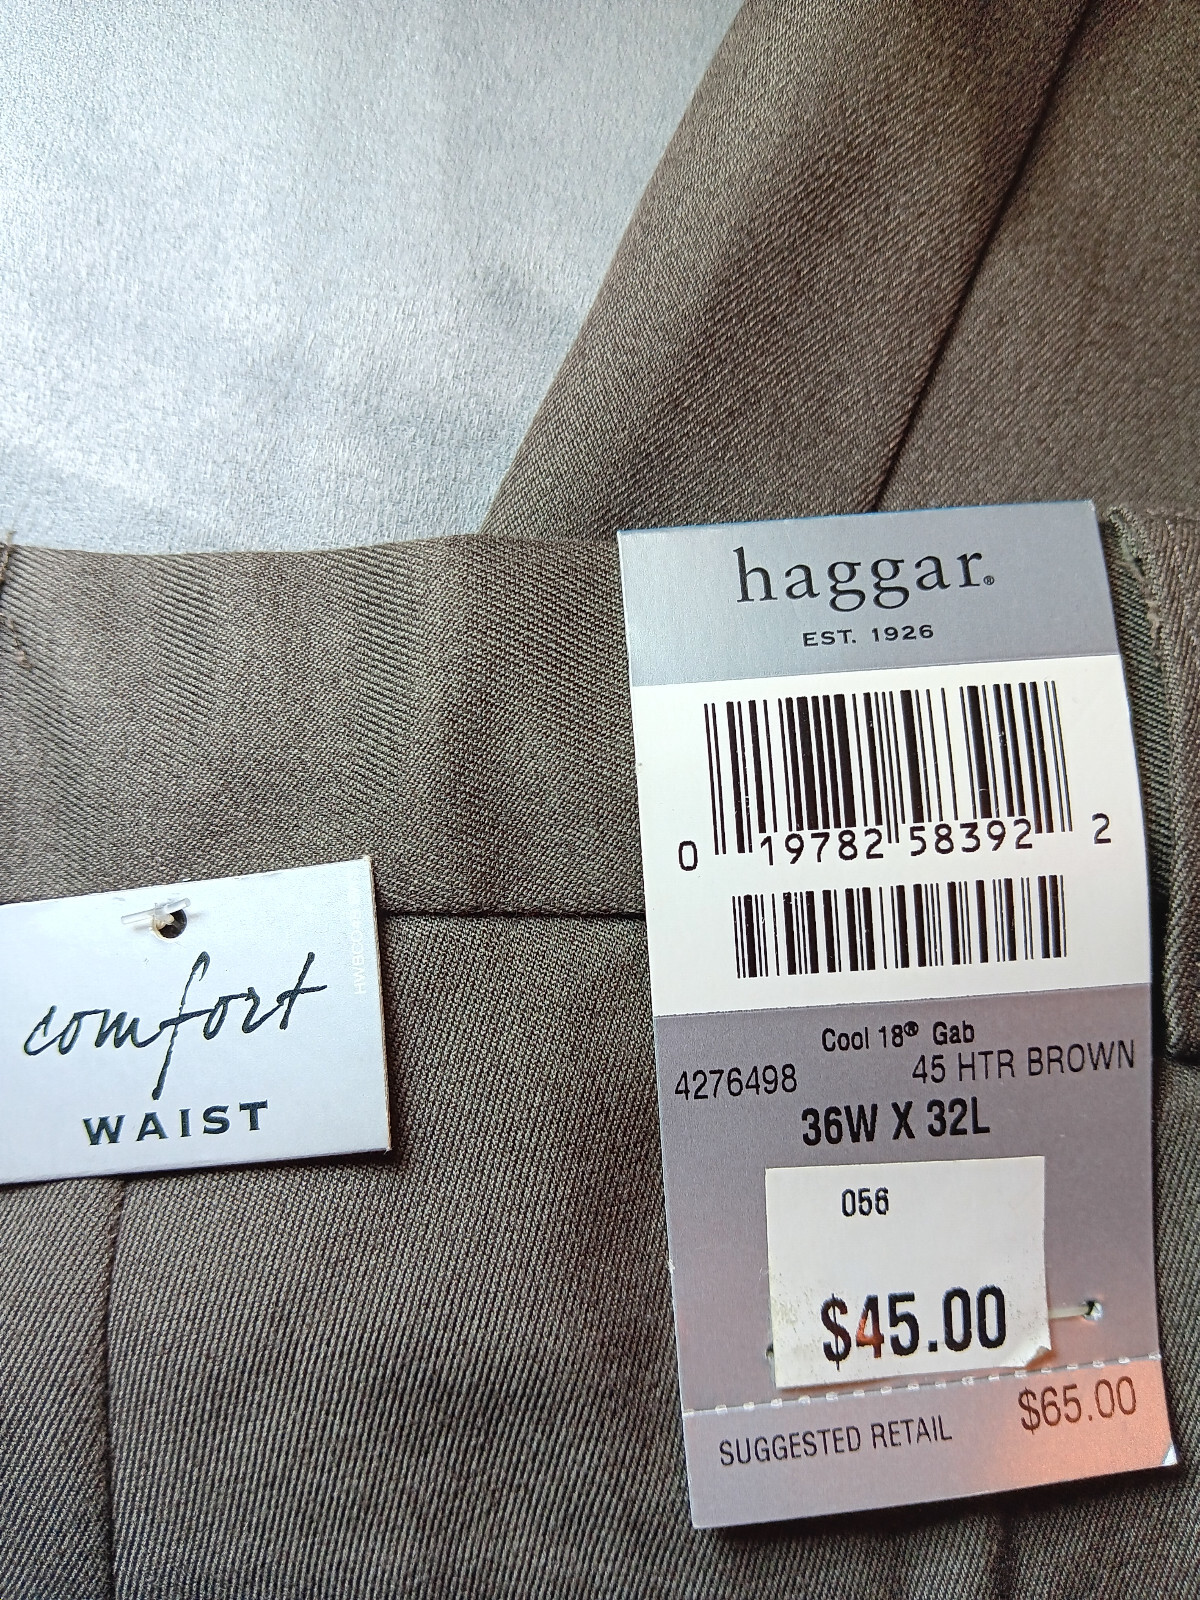 haggar®
EST. 1926
0 19782 58392 2
comfort
WAIST
Cool 18® Gab
4276498 45 HTR BROWN
36W X 32L
056
$45.00
SUGGESTED RETAIL $65.00